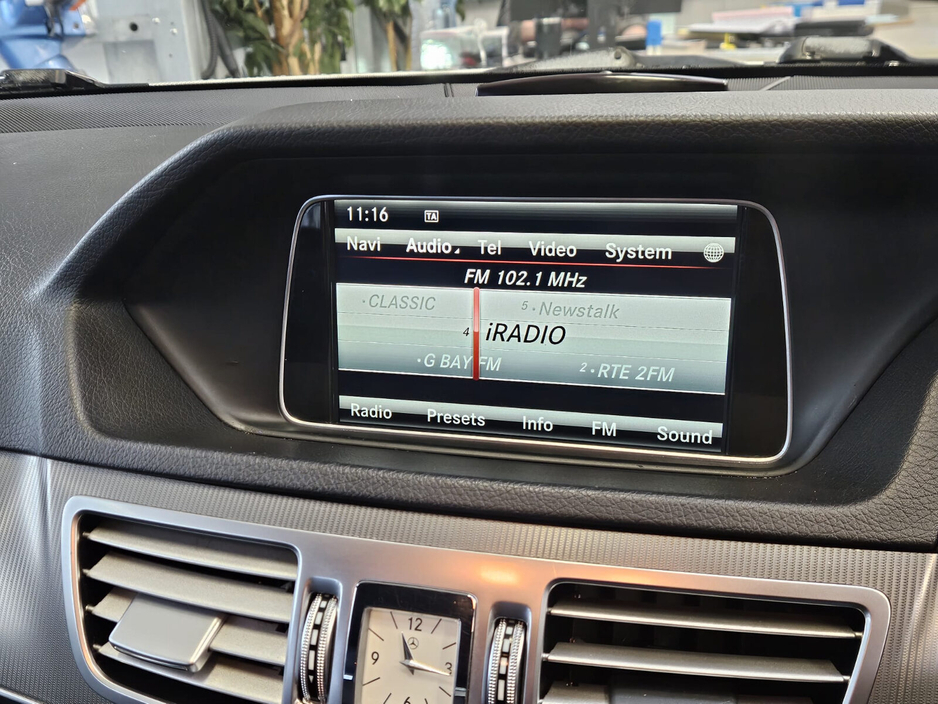 11:16 TA
Navi Audio Tel Video System
FM 102.1 MHz
·CLASSIC 5·Newstalk
4 iRADIO
·G BAY FM 2·RTE 2FM
Radio Presets Info FM Sound
12
9 3
6